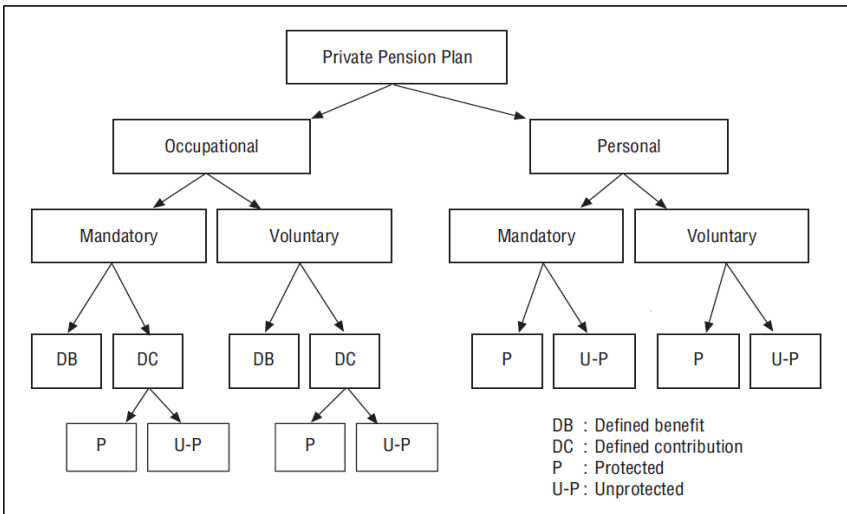 Private Pension Plan
Occupational
Personal
Mandatory
Voluntary
Mandatory
Voluntary
DB
DC
DB
DC
P
U-P
P
U-P
P
U-P
P
U-P
DB : Defined benefit
DC : Defined contribution
P : Protected
U-P : Unprotected